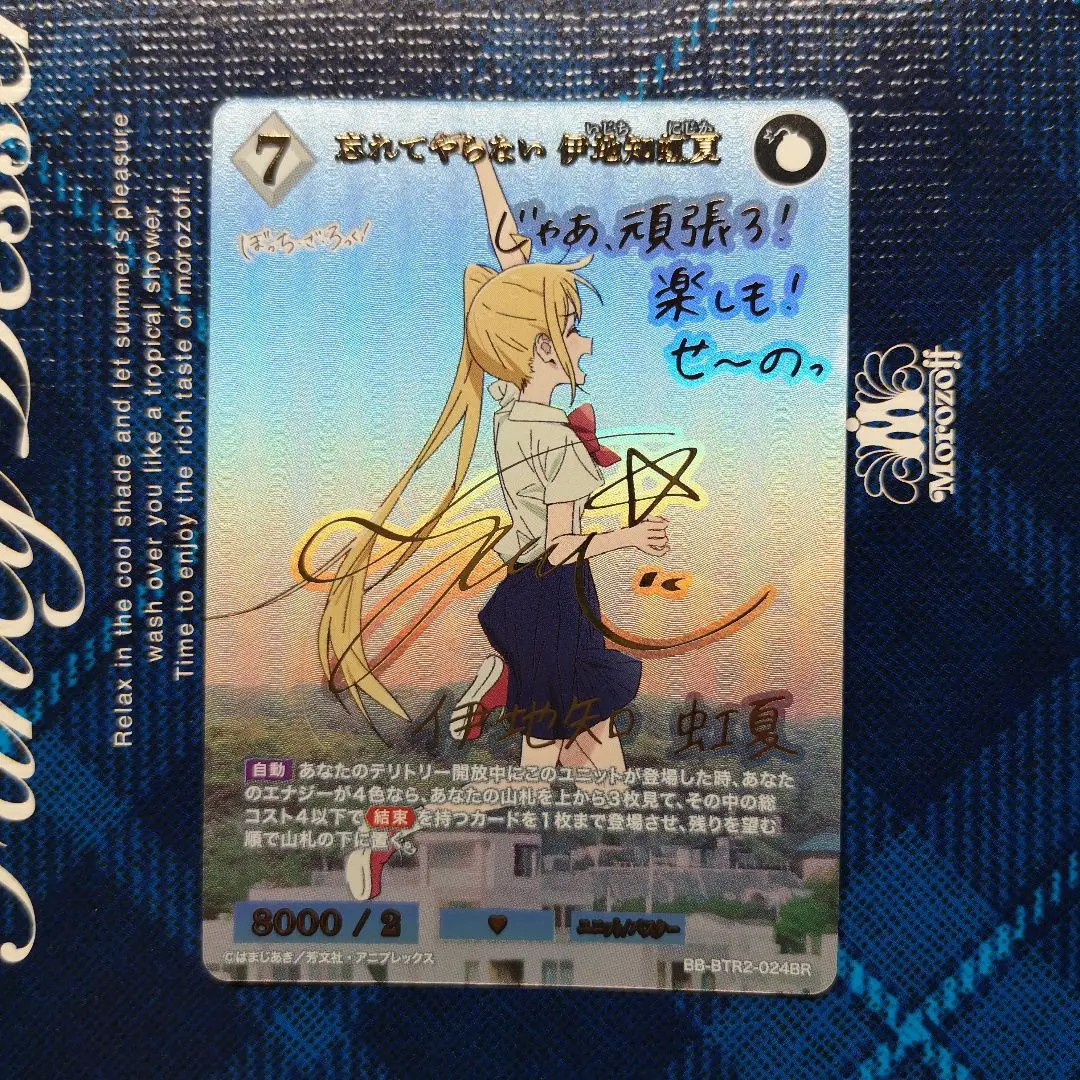 Relax in the cool shade and let summer's pleasure
wash over you like a tropical shower.
Time to enjoy the rich taste of morozoff.
Morozoff
7
忘れてやらない 伊地知虹夏
いじち にじか
ぼっち・ざ・ろっく!
じゃあ、頑張ろ!
楽しも!
せ〜のっ
伊地知 虹夏
自動 あなたのテリトリー開放中にこのユニットが登場した時、あなた
のエナジーが4色なら、あなたの山札を上から3枚見て、その中の総
コスト4以下で 結束 を持つカードを1枚まで登場させ、残りを望む
順で山札の下に置く。
8000 / 2
♥
ユニット/バスター
©はまじあき/芳文社・アニプレックス
BB-BTR2-024BR